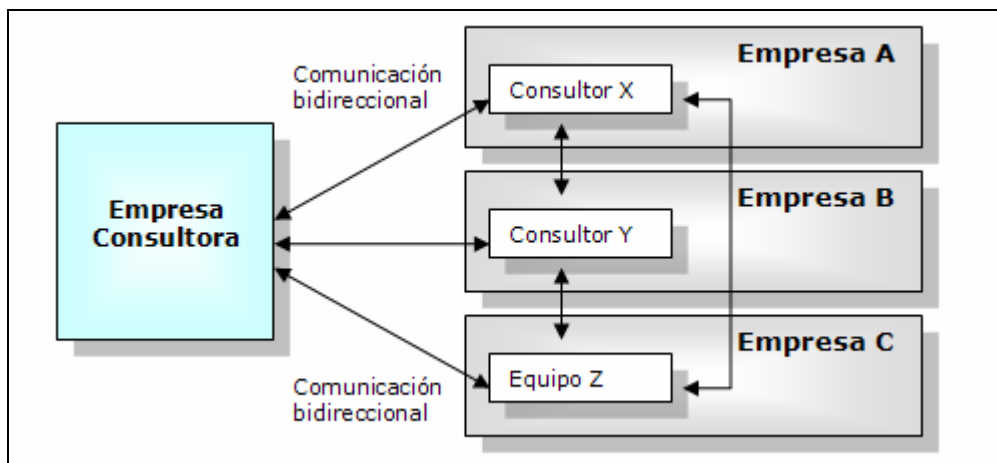 Comunicación
bidireccional
Empresa
Consultora
Empresa A
Consultor X
Empresa B
Consultor Y
Empresa C
Equipo Z
Comunicación
bidireccional